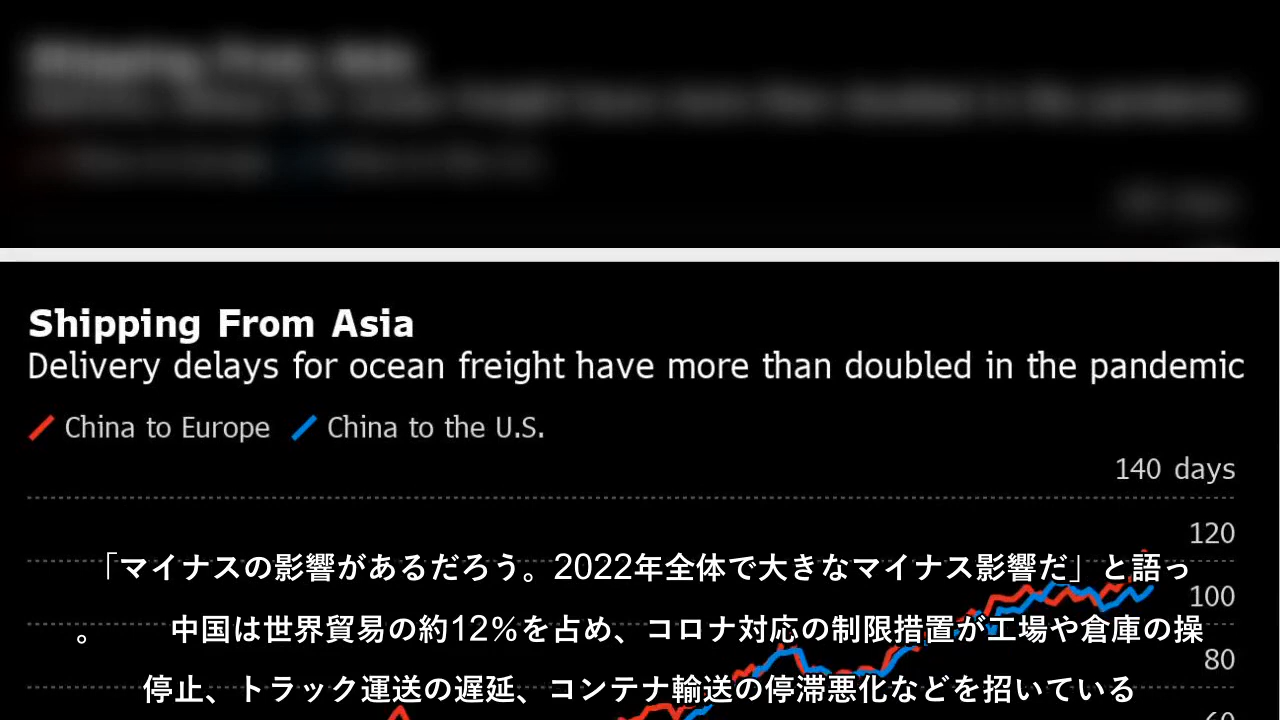 Shipping From Asia
Delivery delays for ocean freight have more than doubled in the pandemic
China to Europe China to the U.S.
140 days
120
「マイナスの影響があるだろう。2022年全体で大きなマイナス影響だ」と語っ
100
。 中国は世界貿易の約12%を占め、コロナ対応の制限措置が工場や倉庫の操
80
停止、トラック運送の遅延、コンテナ輸送の停滞悪化などを招いている